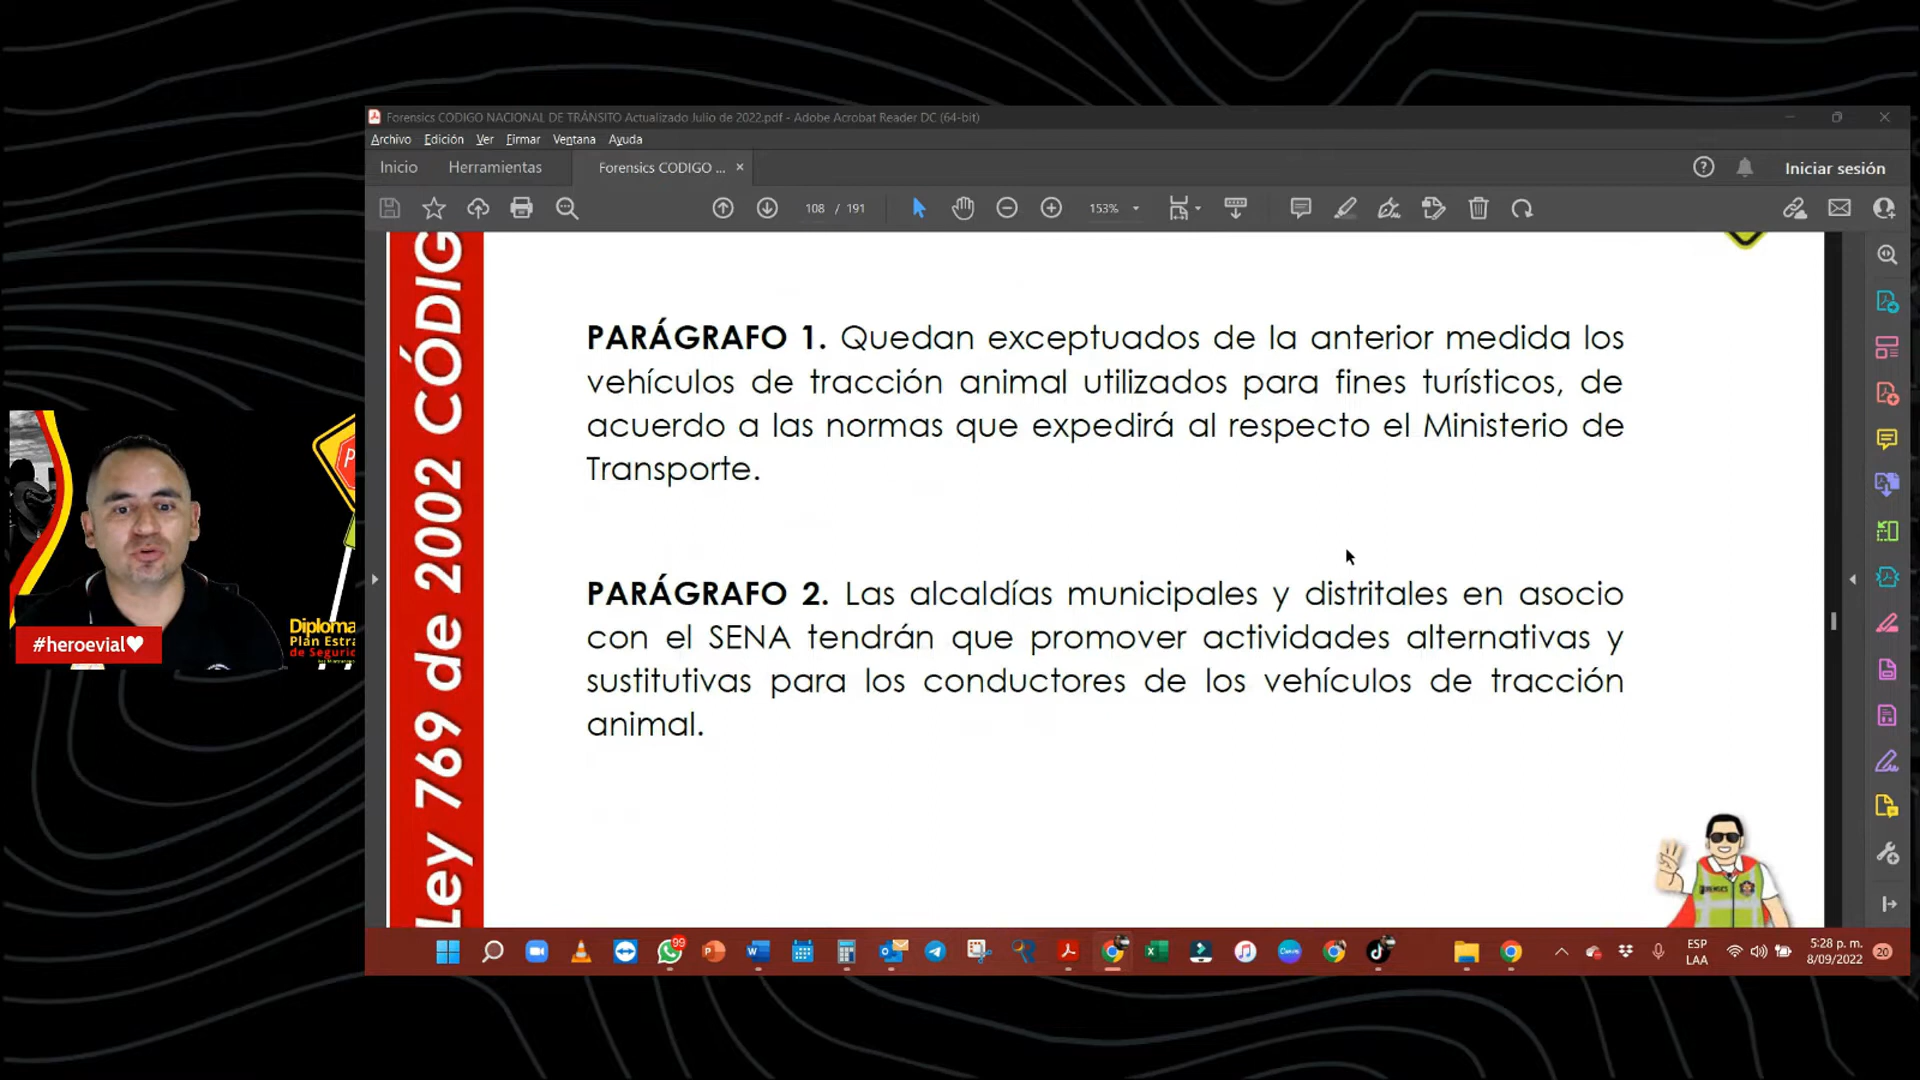 Forensics CODIGO NACIONAL DE TRÁNSITO Actualizado Julio de 2022.pdf - Adobe Acrobat Reader DC (64-bit)
Archivo Edición Ver Firmar Ventana Ayuda
Inicio Herramientas Forensics CODIGO ... × Iniciar sesión
108 / 191 153%
Ley 769 de 2002 CÓDIG
PARÁGRAFO 1. Quedan exceptuados de la anterior medida los
vehículos de tracción animal utilizados para fines turísticos, de
acuerdo a las normas que expedirá al respecto el Ministerio de
Transporte.
PARÁGRAFO 2. Las alcaldías municipales y distritales en asocio
con el SENA tendrán que promover actividades alternativas y
sustitutivas para los conductores de los vehículos de tracción
animal.
#heroevial♥
Diploma
Plan Estra
de Segurid
99
ESP
LAA
5:28 p. m.
8/09/2022
20